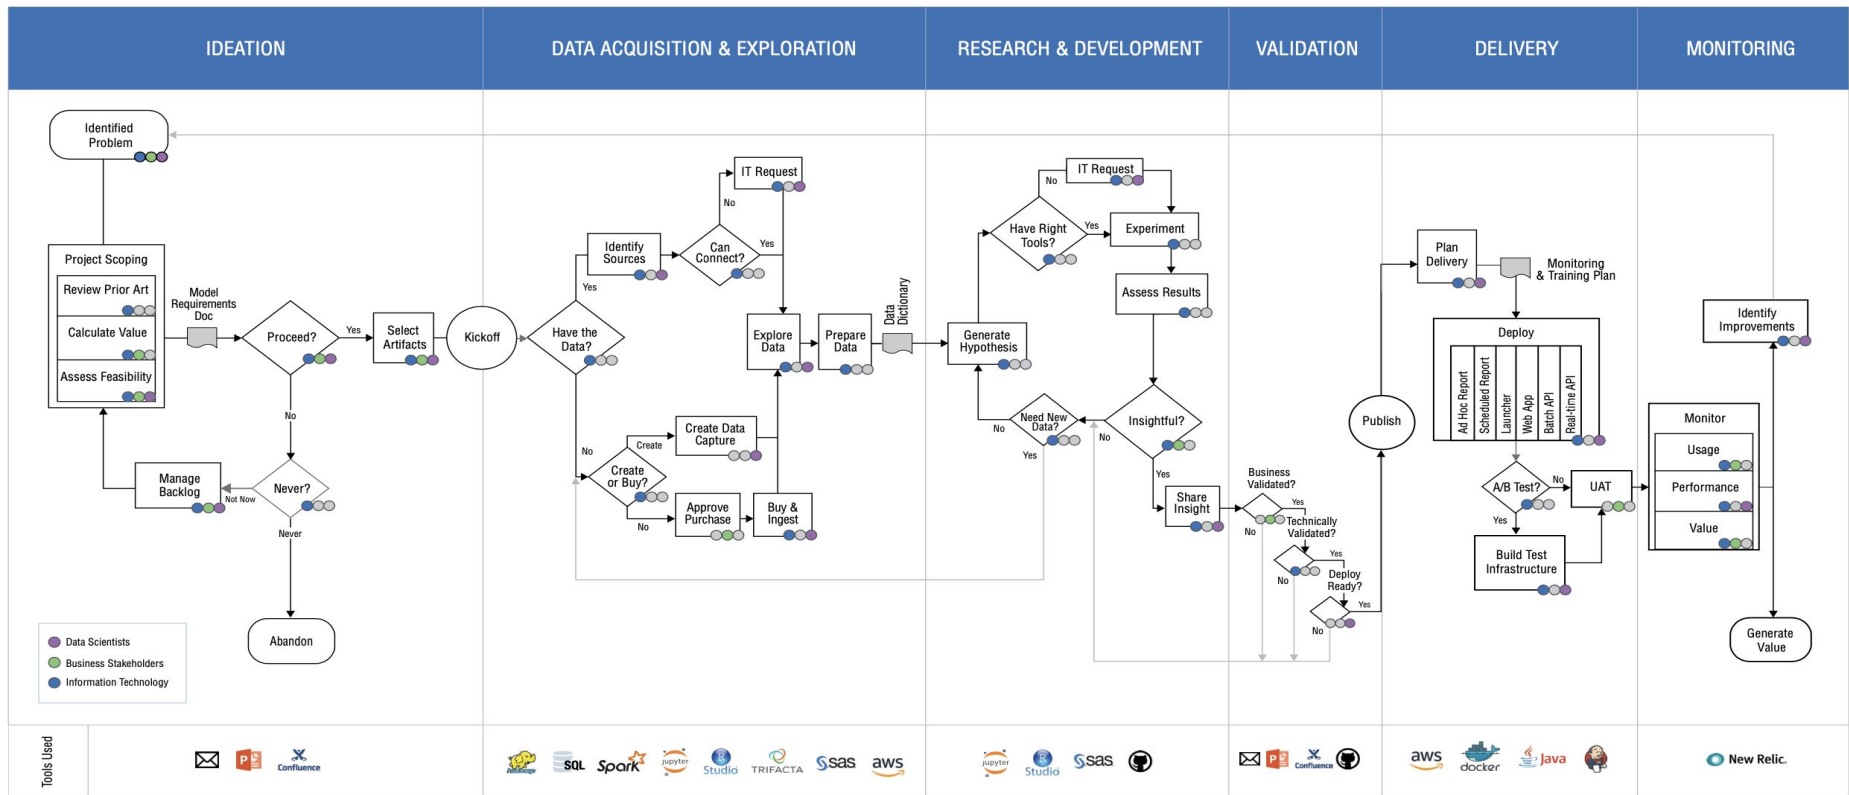 IDEATION
DATA ACQUISITION & EXPLORATION
RESEARCH & DEVELOPMENT
VALIDATION
DELIVERY
MONITORING
Identified
Problem
Project Scoping
Review Prior Art
Calculate Value
Assess Feasibility
Model
Requirements
Doc
Proceed?
Yes
No
Select
Artifacts
Manage
Backlog
Not Now
Never?
Never
Abandon
Data Scientists
Business Stakeholders
Information Technology
Kickoff
Have the
Data?
Yes
No
Identify
Sources
Can
Connect?
No
Yes
IT Request
Explore
Data
Prepare
Data
Data
Dictionary
Create
or Buy?
Create
No
Create Data
Capture
Approve
Purchase
Buy &
Ingest
Generate
Hypothesis
Have Right
Tools?
No
Yes
IT Request
Experiment
Assess Results
Insightful?
No
Yes
Need New
Data?
No
Yes
Share
Insight
Business
Validated?
Yes
No
Technically
Validated?
Yes
No
Deploy
Ready?
Yes
No
Publish
Plan
Delivery
Monitoring
& Training Plan
Deploy
Ad Hoc Report
Scheduled Report
Launcher
Web App
Batch API
Real-time API
A/B Test?
No
Yes
UAT
Build Test
Infrastructure
Monitor
Usage
Performance
Value
Identify
Improvements
Generate
Value
Tools Used
Confluence
SQL
Spark
jupyter
R
Studio
TRIFACTA
sas
aws
jupyter
R
Studio
sas
Confluence
aws
docker
Java
New Relic.